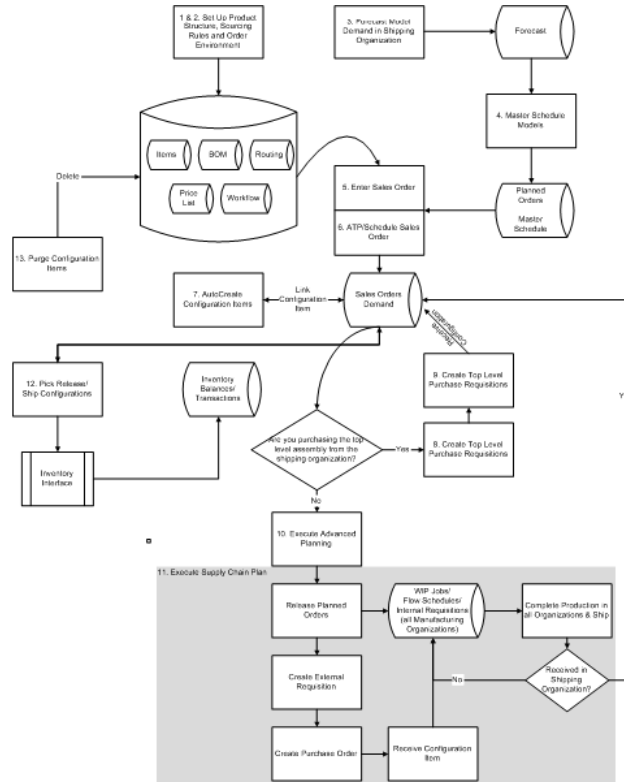 1 & 2. Set Up Product
Structure, Sourcing
Rules and Order
Environment
3. Forecast Model
Demand in Shipping
Organization
Forecast
Items
BOM
Routing
Price
List
Workflow
Delete
4. Master Schedule
Models
5. Enter Sales Order
6. ATP/Schedule Sales
Order
Planned
Orders
Master
Schedule
13. Purge Configuration
Items
7. AutoCreate
Configuration Items
Link
Configuration
Item
Sales Orders
Demand
Receive
Configuration
12. Pick Release/
Ship Configurations
Inventory
Balances/
Transactions
9. Create Top Level
Purchase Requisitions
Y
Are you purchasing the top
level assembly from the
shipping organization?
Yes
8. Create Top Level
Purchase Requisitions
Inventory
Interface
No
10. Execute Advanced
Planning
11. Execute Supply Chain Plan
Release Planned
Orders
WIP Jobs/
Flow Schedules/
Internal Requisitions
(all Manufacturing
Organizations)
Complete Production in
all Organizations & Ship
Create External
Requisition
No
Received in
Shipping
Organization?
Create Purchase Order
Receive Configuration
Item